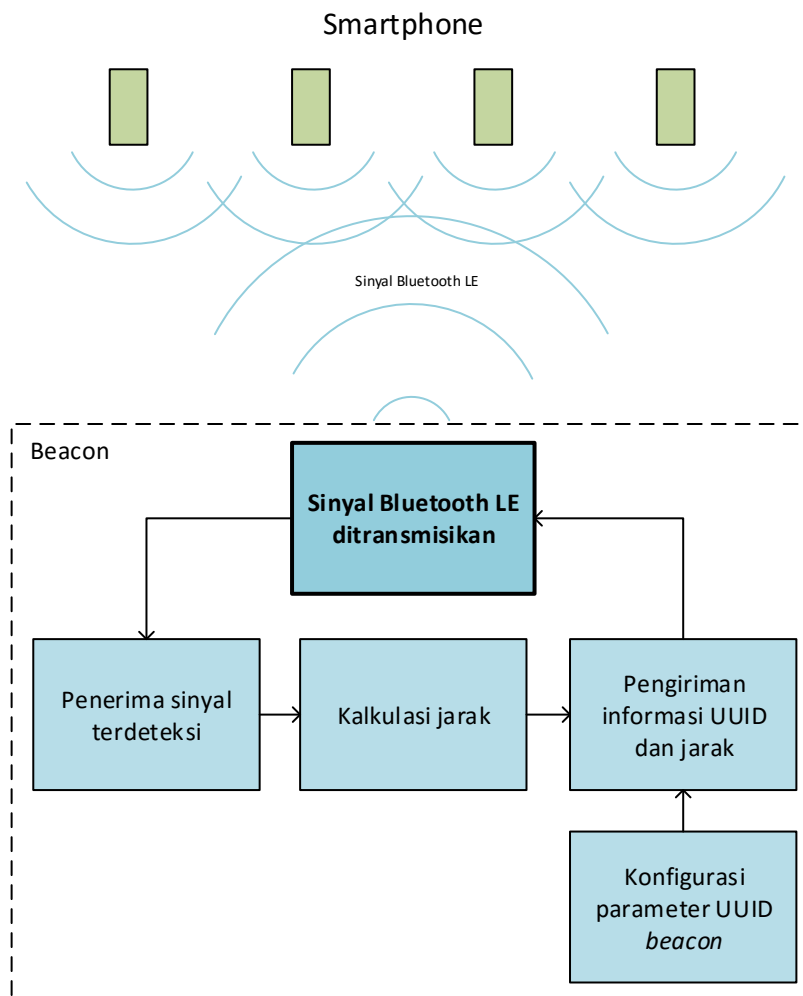 Smartphone
Sinyal Bluetooth LE
Beacon
Sinyal Bluetooth LE
ditransmisikan
Penerima sinyal
terdeteksi
Kalkulasi jarak
Pengiriman
informasi UUID
dan jarak
Konfigurasi
parameter UUID
beacon